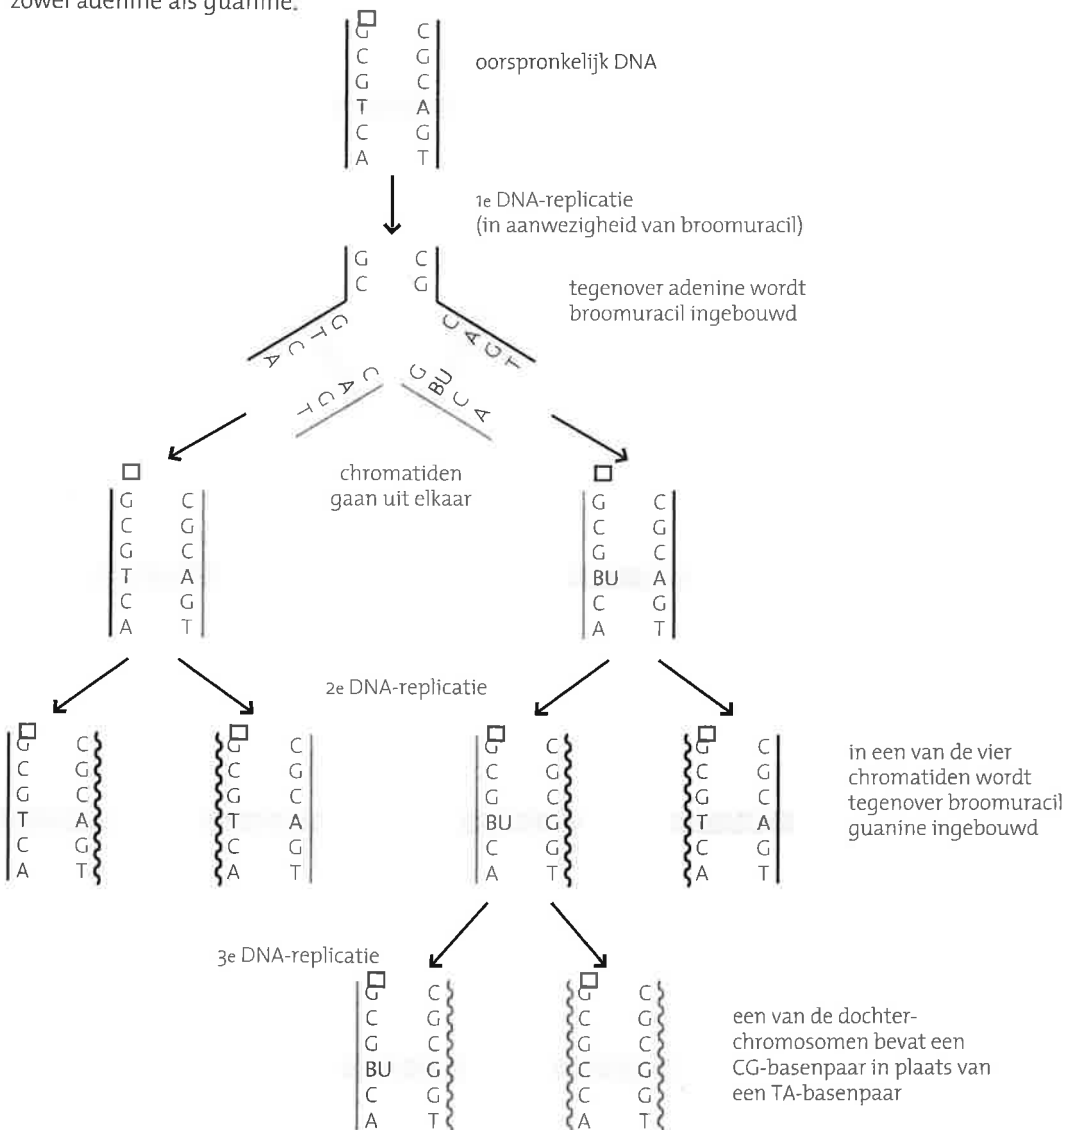 zowel adenine als guanine.
G C
C G
G C
T A
C G
A T
oorspronkelijk DNA
1e DNA-replicatie
(in aanwezigheid van broomuracil)
G C
C G
G T C A
C A G T
C A G T
G BU C A
tegenover adenine wordt
broomuracil ingebouwd
chromatiden
gaan uit elkaar
G C
C G
G C
T A
C G
A T
G C
C G
G C
BU A
C G
A T
2e DNA-replicatie
G C
C G
G C
T A
C G
A T
G C
C G
G C
T A
C G
A T
G C
C G
G C
BU G
C G
A T
G C
C G
G C
T A
C G
A T
in een van de vier
chromatiden wordt
tegenover broomuracil
guanine ingebouwd
3e DNA-replicatie
G C
C G
G C
BU G
C G
A T
G C
C G
G C
C G
C G
A T
een van de dochter-
chromosomen bevat een
CG-basenpaar in plaats van
een TA-basenpaar